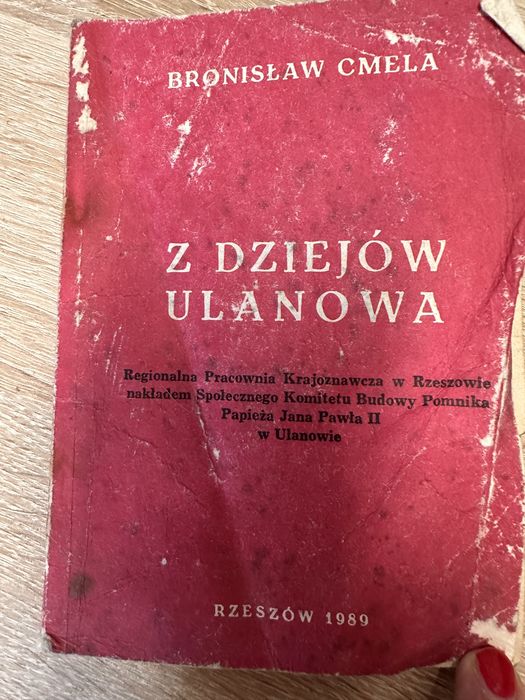 BRONISŁAW CMELA
Z DZIEJÓW
ULANOWA
Regionalna Pracownia Krajoznawcza w Rzeszowie
nakładem Społecznego Komitetu Budowy Pomnika
Papieża Jana Pawła II
w Ulanowie
RZESZÓW 1989